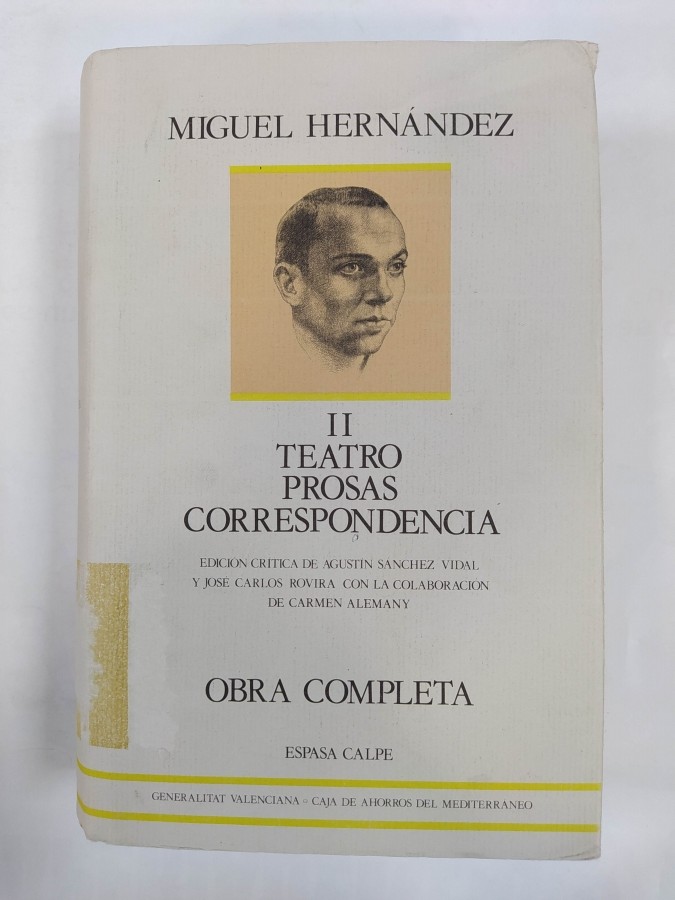 MIGUEL HERNÁNDEZ
II
TEATRO
PROSAS
CORRESPONDENCIA
EDICION CRITICA DE AGUSTIN SANCHEZ VIDAL
Y JOSÉ CARLOS ROVIRA CON LA COLABORACION
DE CARMEN ALEMANY
OBRA COMPLETA
ESPASA CALPE
GENERALITAT VALENCIANA ○ CAJA DE AHORROS DEL MEDITERRANEO